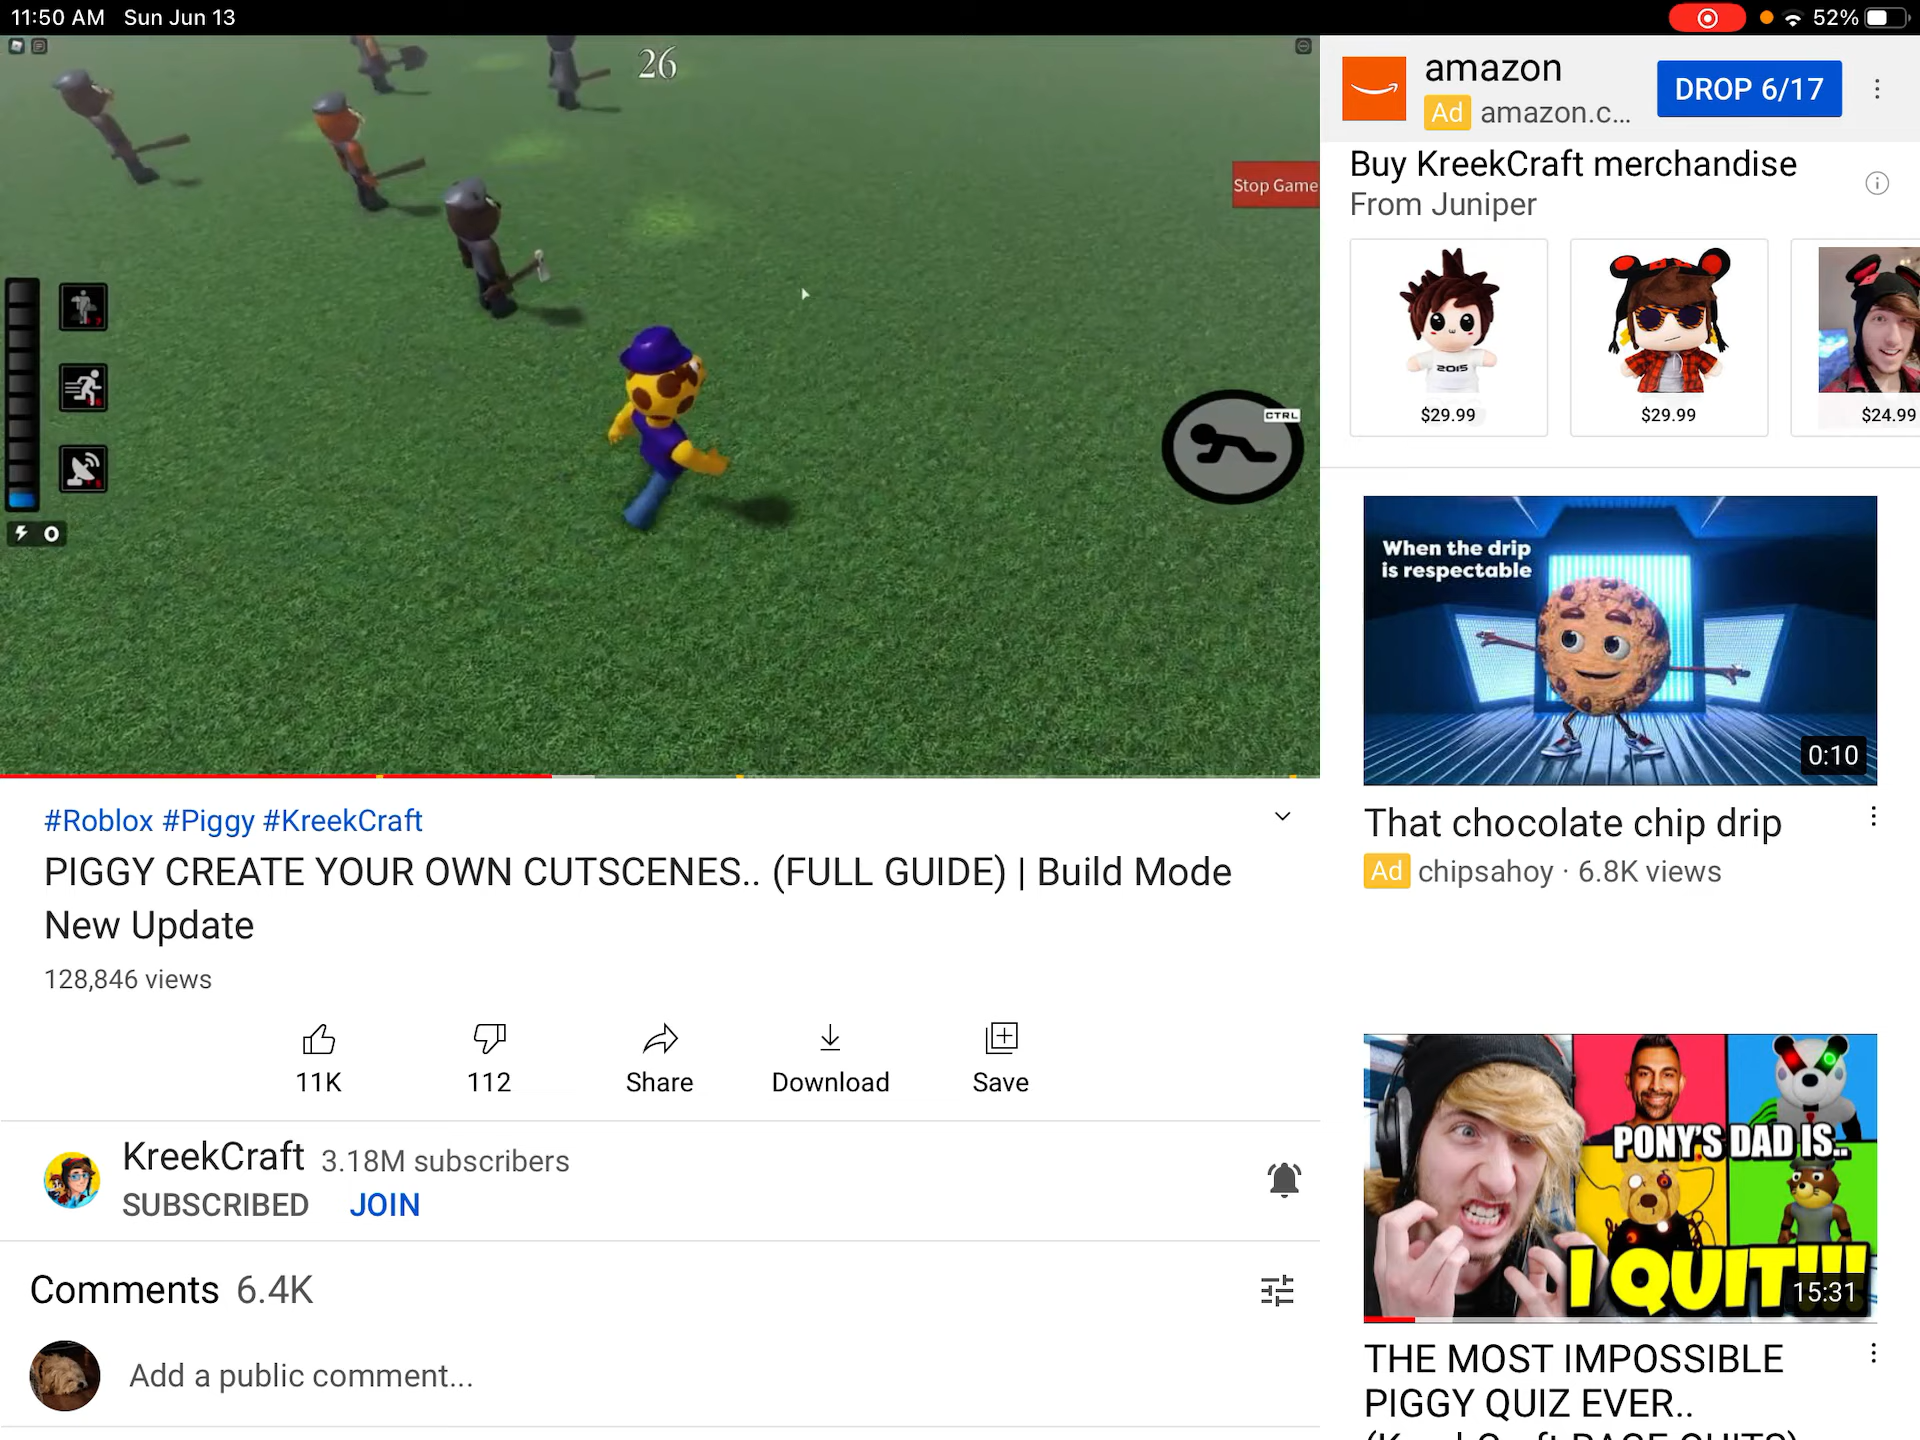 11:50 AM Sun Jun 13
52%
26
Stop Game
CTRL
0
#Roblox #Piggy #KreekCraft
PIGGY CREATE YOUR OWN CUTSCENES.. (FULL GUIDE) | Build Mode
New Update
128,846 views
11K
112
Share
Download
Save
KreekCraft 3.18M subscribers
SUBSCRIBED JOIN
Comments 6.4K
Add a public comment...
amazon
Ad amazon.c...
DROP 6/17
Buy KreekCraft merchandise
From Juniper
2015
$29.99
$29.99
$24.99
When the drip
is respectable
0:10
That chocolate chip drip
Ad chipsahoy · 6.8K views
PONY'S DAD IS..
I QUIT!!!
15:31
THE MOST IMPOSSIBLE
PIGGY QUIZ EVER..